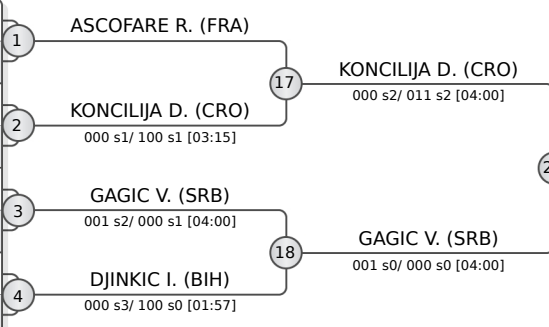 ASCOFARE R. (FRA)
1
KONCILIJA D. (CRO)
17
000 s2/ 011 s2 [04:00]
KONCILIJA D. (CRO)
2
000 s1/ 100 s1 [03:15]
GAGIC V. (SRB)
3
001 s2/ 000 s1 [04:00]
GAGIC V. (SRB)
18
001 s0/ 000 s0 [04:00]
DJINKIC I. (BIH)
4
000 s3/ 100 s0 [01:57]